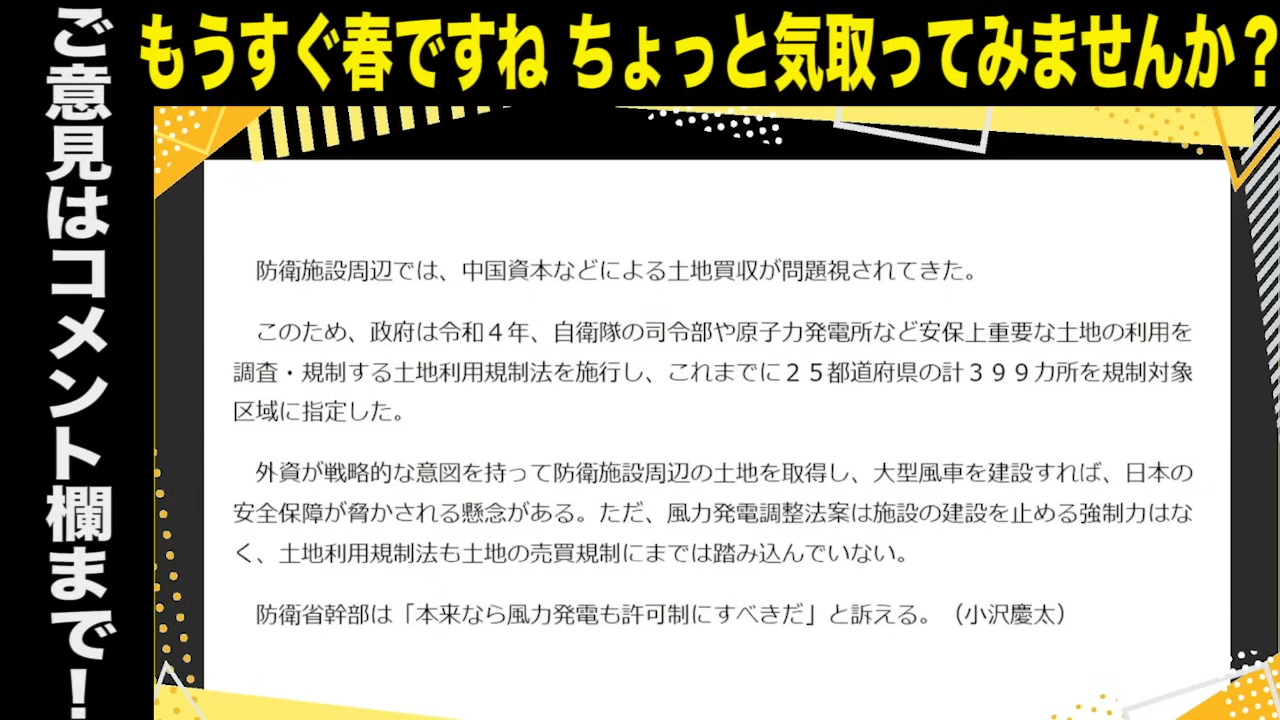 もうすぐ春ですね ちょっと気取ってみませんか？
ご意見はコメント欄まで！
防衛施設周辺では、中国資本などによる土地買収が問題視されてきた。
このため、政府は令和４年、自衛隊の司令部や原子力発電所など安保上重要な土地の利用を
調査・規制する土地利用規制法を施行し、これまでに２５都道府県の計３９９カ所を規制対象
区域に指定した。
外資が戦略的な意図を持って防衛施設周辺の土地を取得し、大型風車を建設すれば、日本の
安全保障が脅かされる懸念がある。ただ、風力発電調整法案は施設の建設を止める強制力はな
く、土地利用規制法も土地の売買規制にまでは踏み込んでいない。
防衛省幹部は「本来なら風力発電も許可制にすべきだ」と訴える。（小沢慶太）